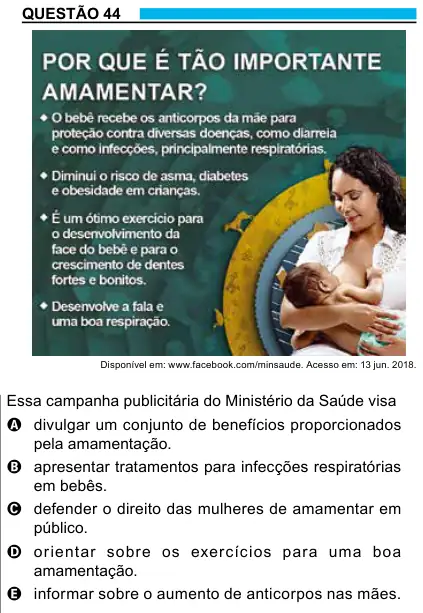 QUESTÃO 44
POR QUE É TÃO IMPORTANTE
AMAMENTAR?
O bebê recebe os anticorpos da mãe para
proteção contra diversas doenças, como diarreia
e como infecções, principalmente respiratórias.
Diminui o risco de asma, diabetes
e obesidade em crianças.
É um ótimo exercício para
o desenvolvimento da
face do bebê e para o
crescimento de dentes
fortes e bonitos.
Desenvolve a fala e
uma boa respiração.
Disponível em: www.facebook.com/minsaude. Acesso em: 13 jun. 2018.
Essa campanha publicitária do Ministério da Saúde visa
A divulgar um conjunto de benefícios proporcionados
pela amamentação.
B apresentar tratamentos para infecções respiratórias
em bebês.
C defender o direito das mulheres de amamentar em
público.
D orientar sobre os exercícios para uma boa
amamentação.
E informar sobre o aumento de anticorpos nas mães.